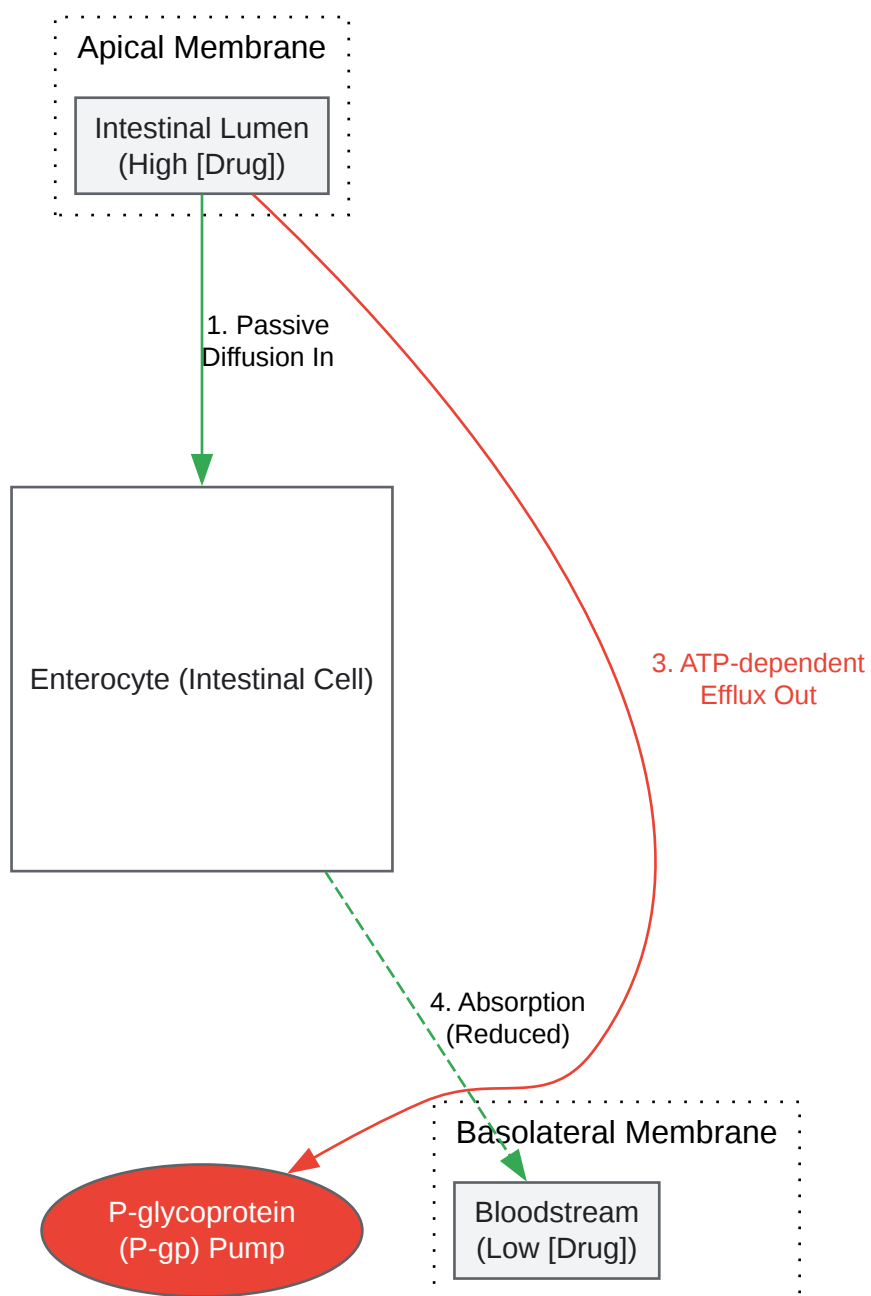 Apical Membrane
Intestinal Lumen
(High [Drug])
1. Passive
Diffusion In
Enterocyte (Intestinal Cell)
3. ATP-dependent
Efflux Out
4. Absorption
(Reduced)
Basolateral Membrane
P-glycoprotein
(P-gp) Pump
Bloodstream
(Low [Drug])